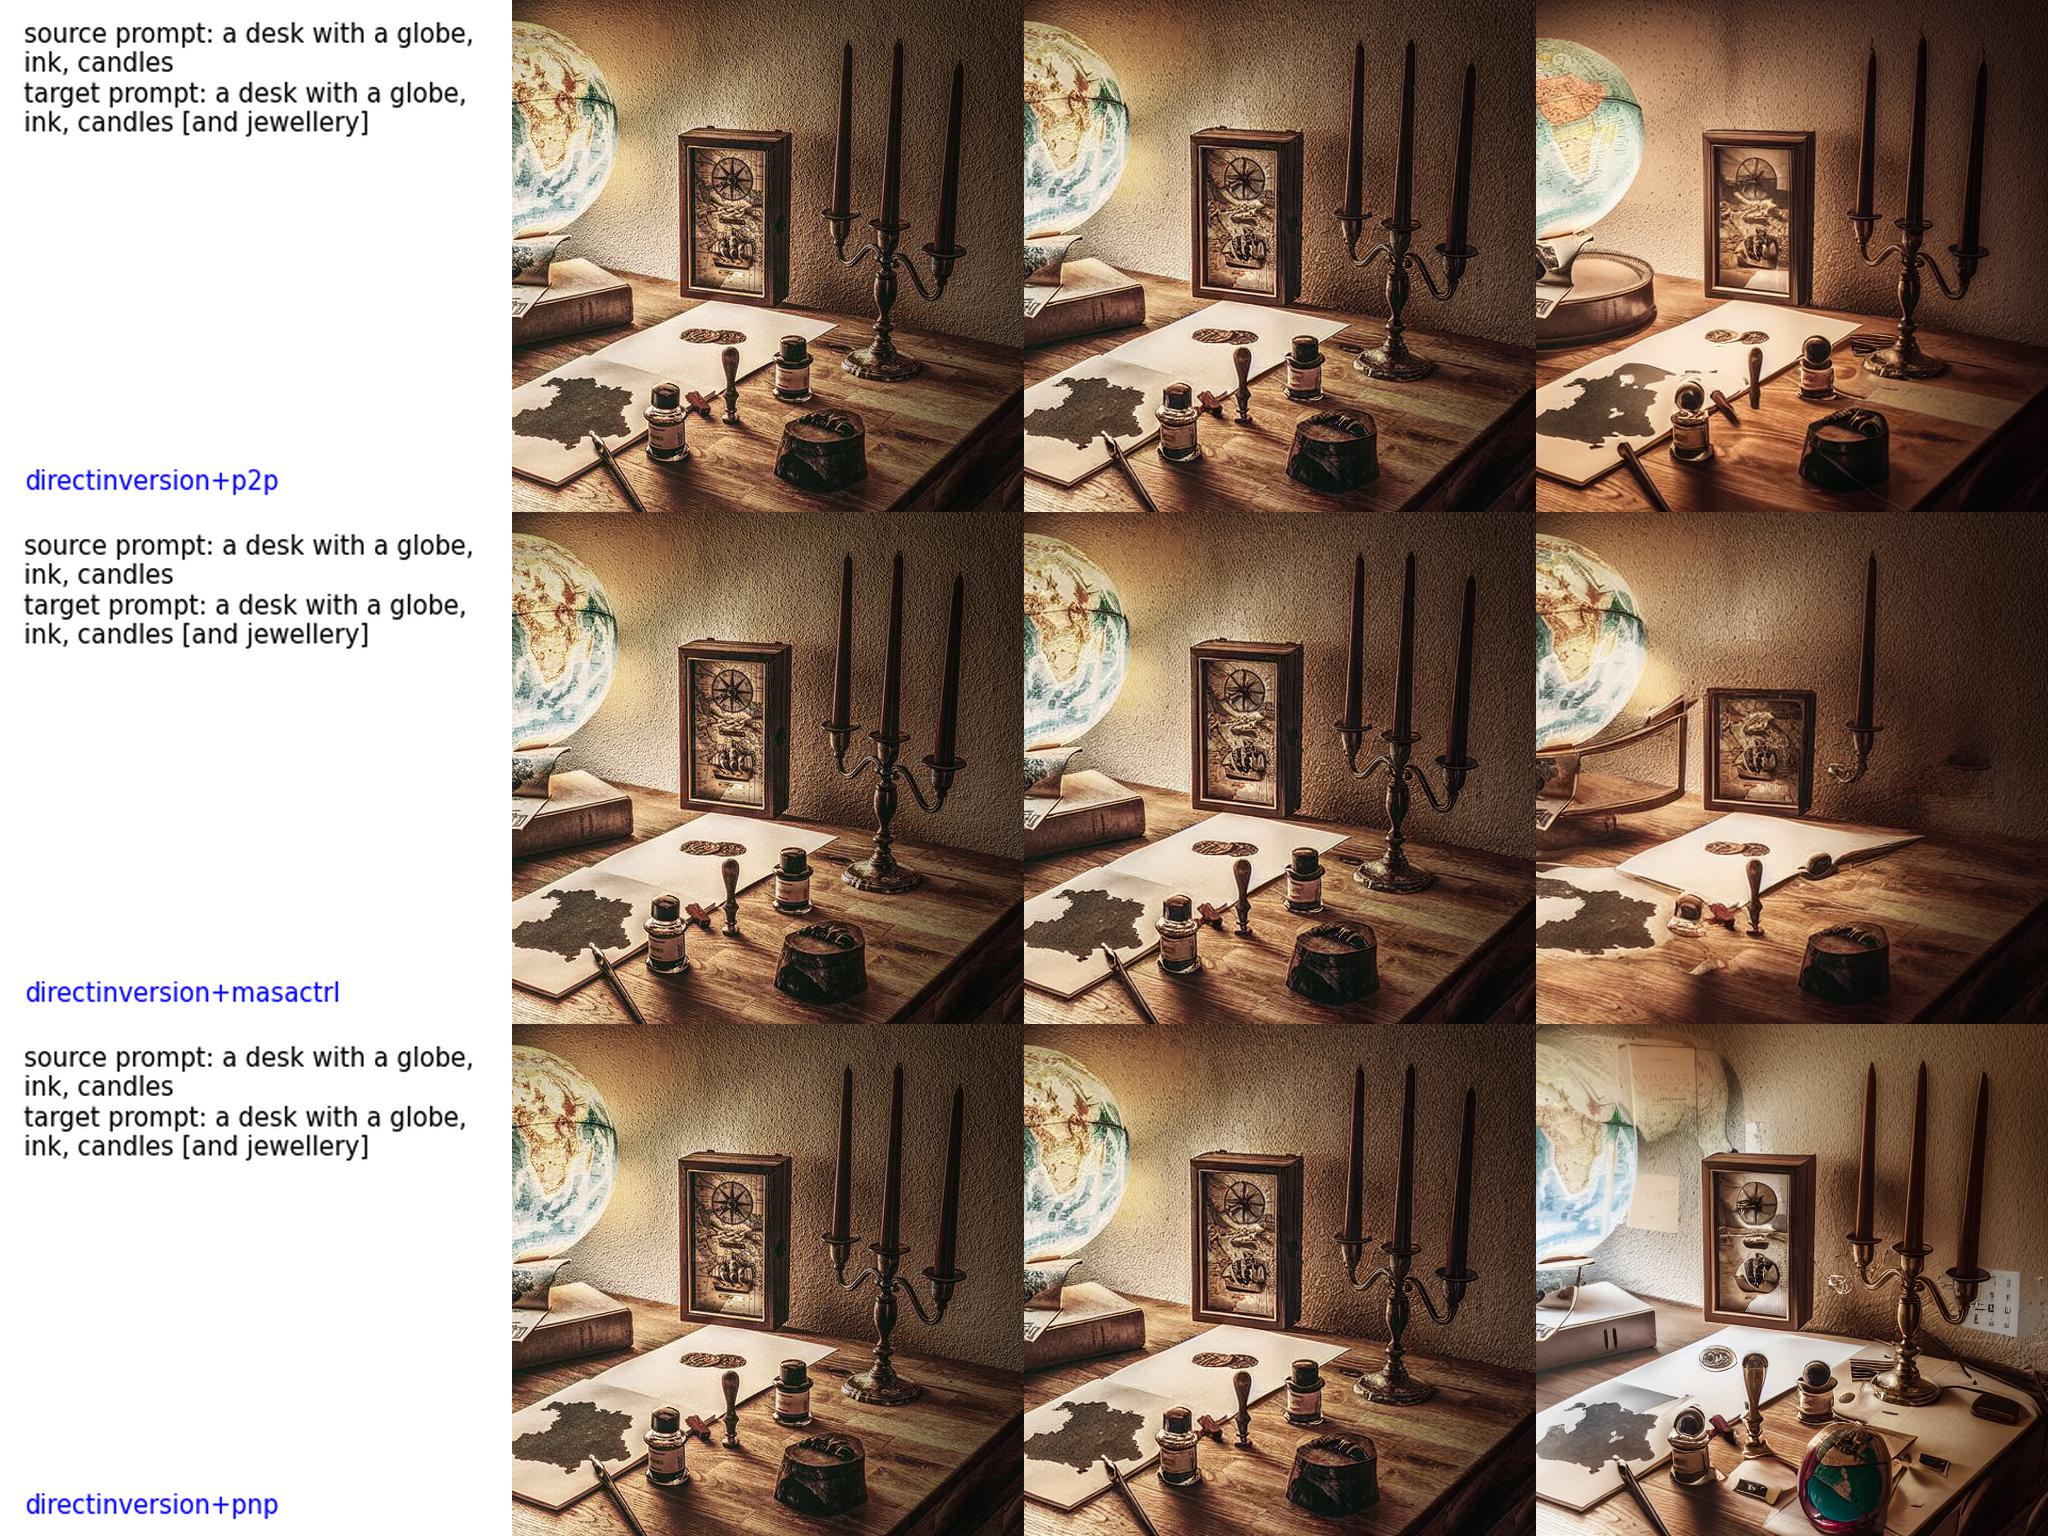 source prompt: a desk with a globe,
ink, candles
target prompt: a desk with a globe,
ink, candles [and jewellery]
directinversion+p2p
source prompt: a desk with a globe,
ink, candles
target prompt: a desk with a globe,
ink, candles [and jewellery]
directinversion+masactrl
source prompt: a desk with a globe,
ink, candles
target prompt: a desk with a globe,
ink, candles [and jewellery]
directinversion+pnp